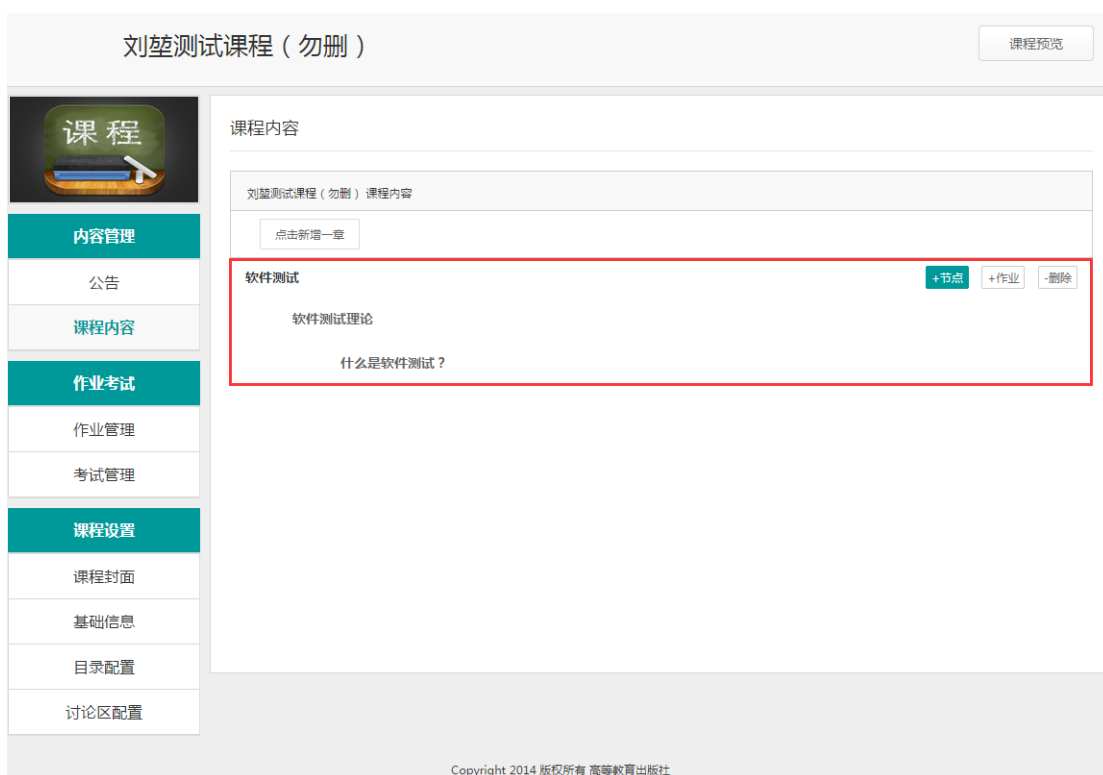 刘堃测试课程（勿删）
课程预览
课程
内容管理
公告
课程内容
作业考试
作业管理
考试管理
课程设置
课程封面
基础信息
目录配置
讨论区配置
课程内容
刘堃测试课程（勿删）课程内容
点击新增一章
软件测试 +节点 +作业 -删除
软件测试理论
什么是软件测试？
Copyright 2014 版权所有 高等教育出版社